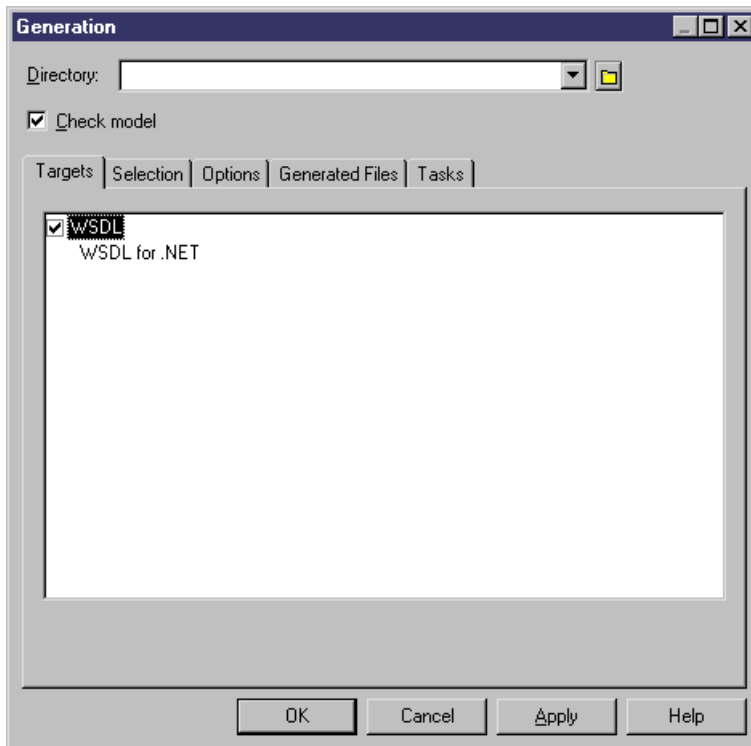 Generation
Directory:
Check model
Targets Selection Options Generated Files Tasks
WSDL
WSDL for .NET
OK Cancel Apply Help